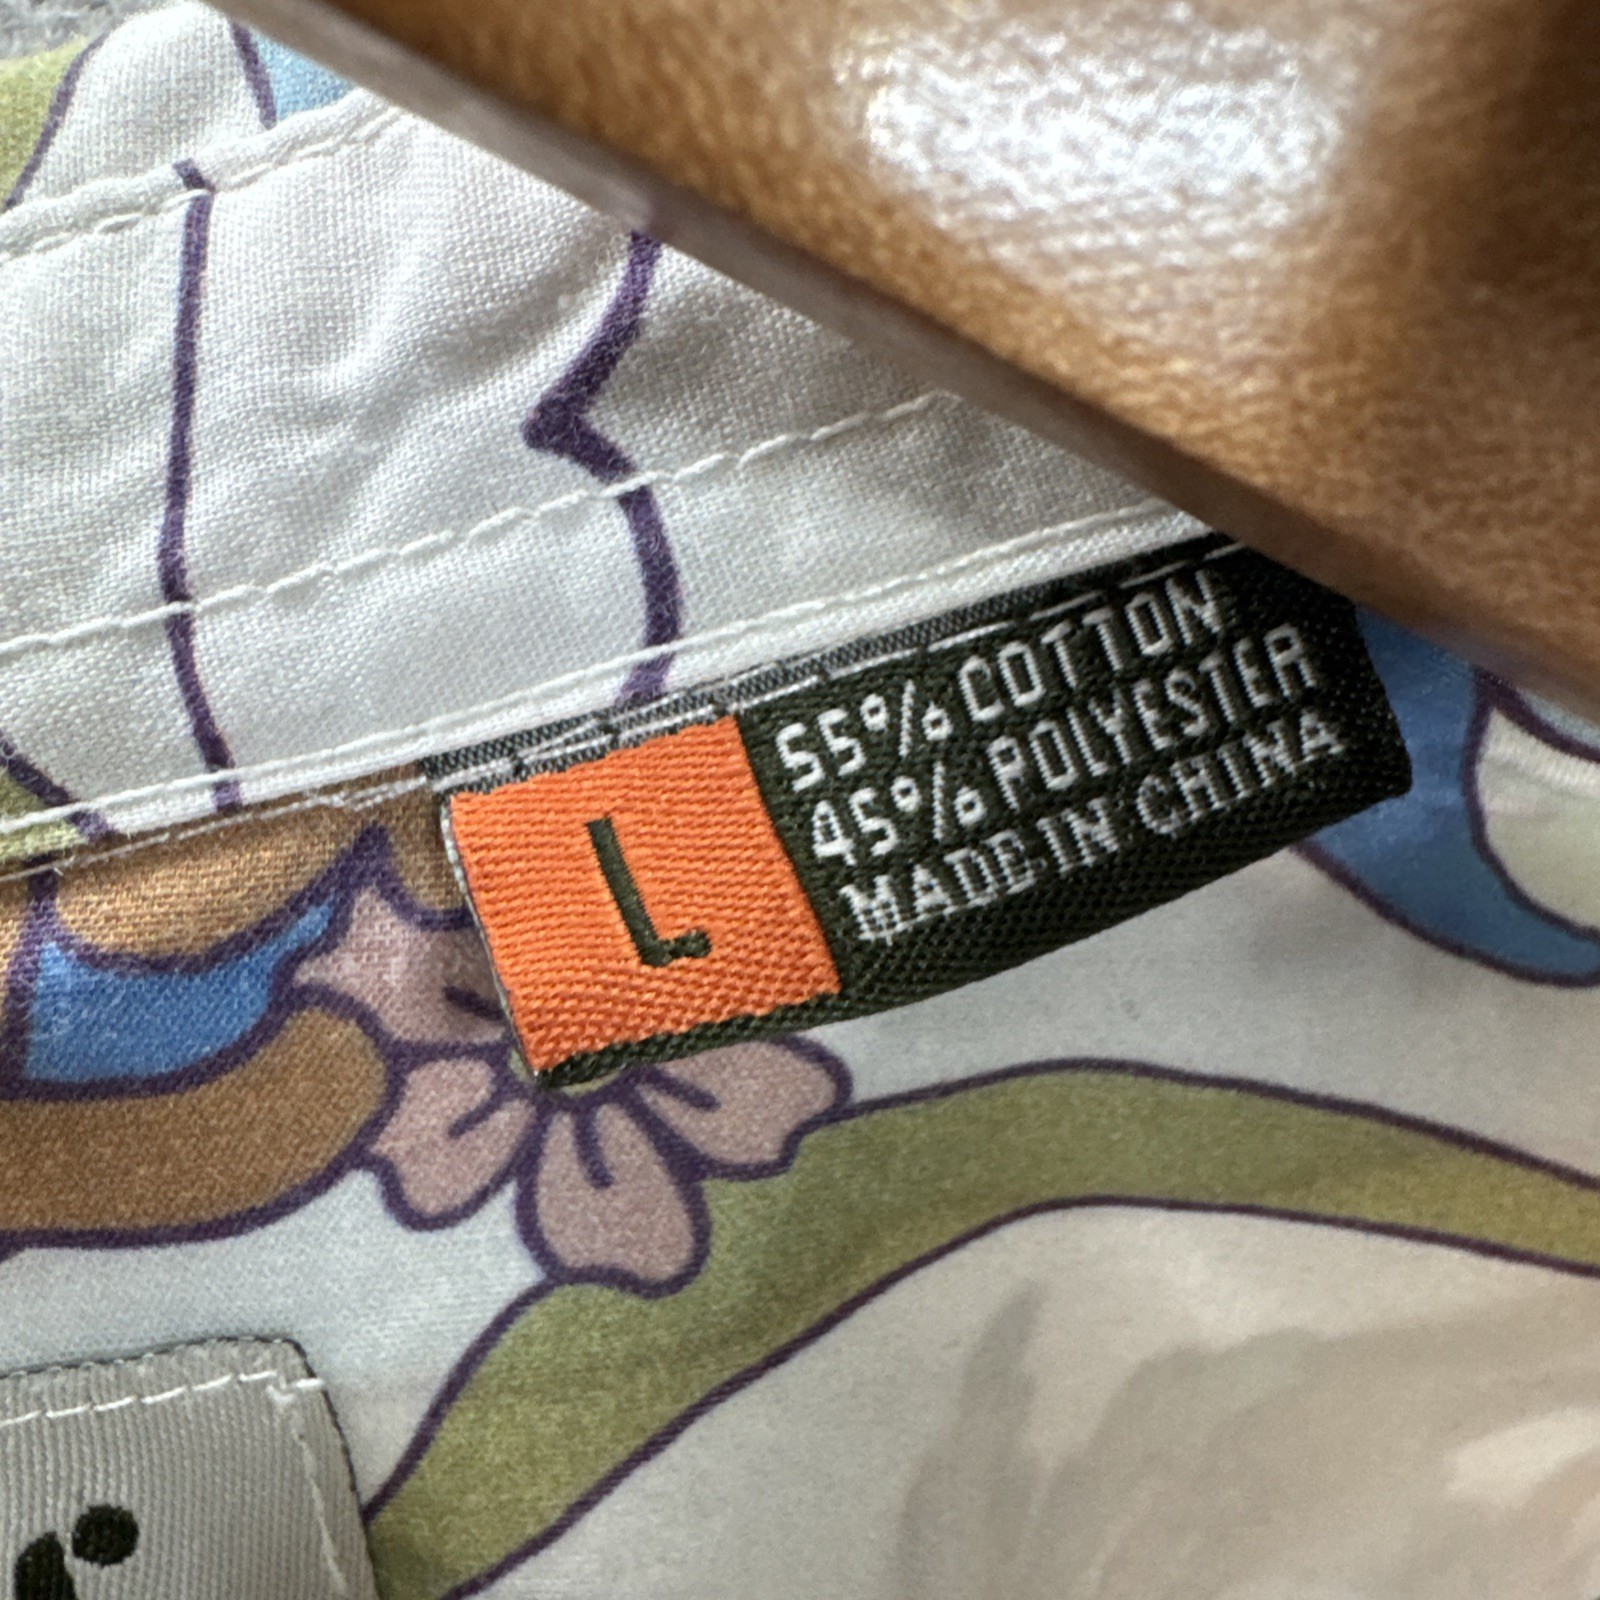 L
55% COTTON
45% POLYESTER
MADE IN CHINA